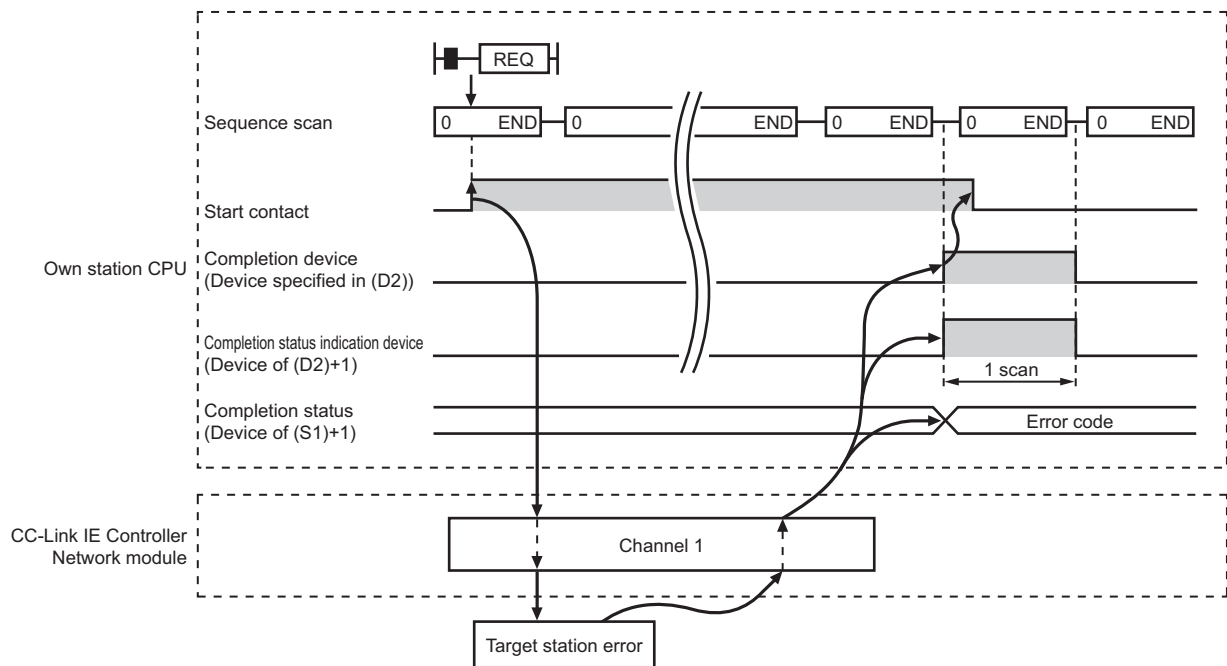 REQ
Sequence scan
0 END 0 END 0 END 0 END 0 END
Start contact
Own station CPU
Completion device
(Device specified in (D2))
Completion status indication device
(Device of (D2)+1)
1 scan
Completion status
(Device of (S1)+1)
Error code
CC-Link IE Controller
Network module
Channel 1
Target station error